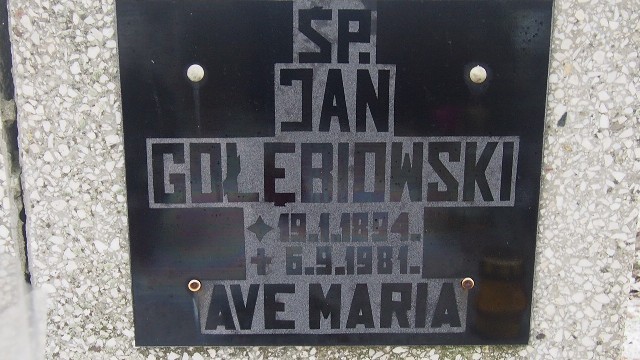 ŚP.
JAN
GOŁĘBIOWSKI
✦ 19.1.1894.
✝ 6.9.1981.
AVE MARIA